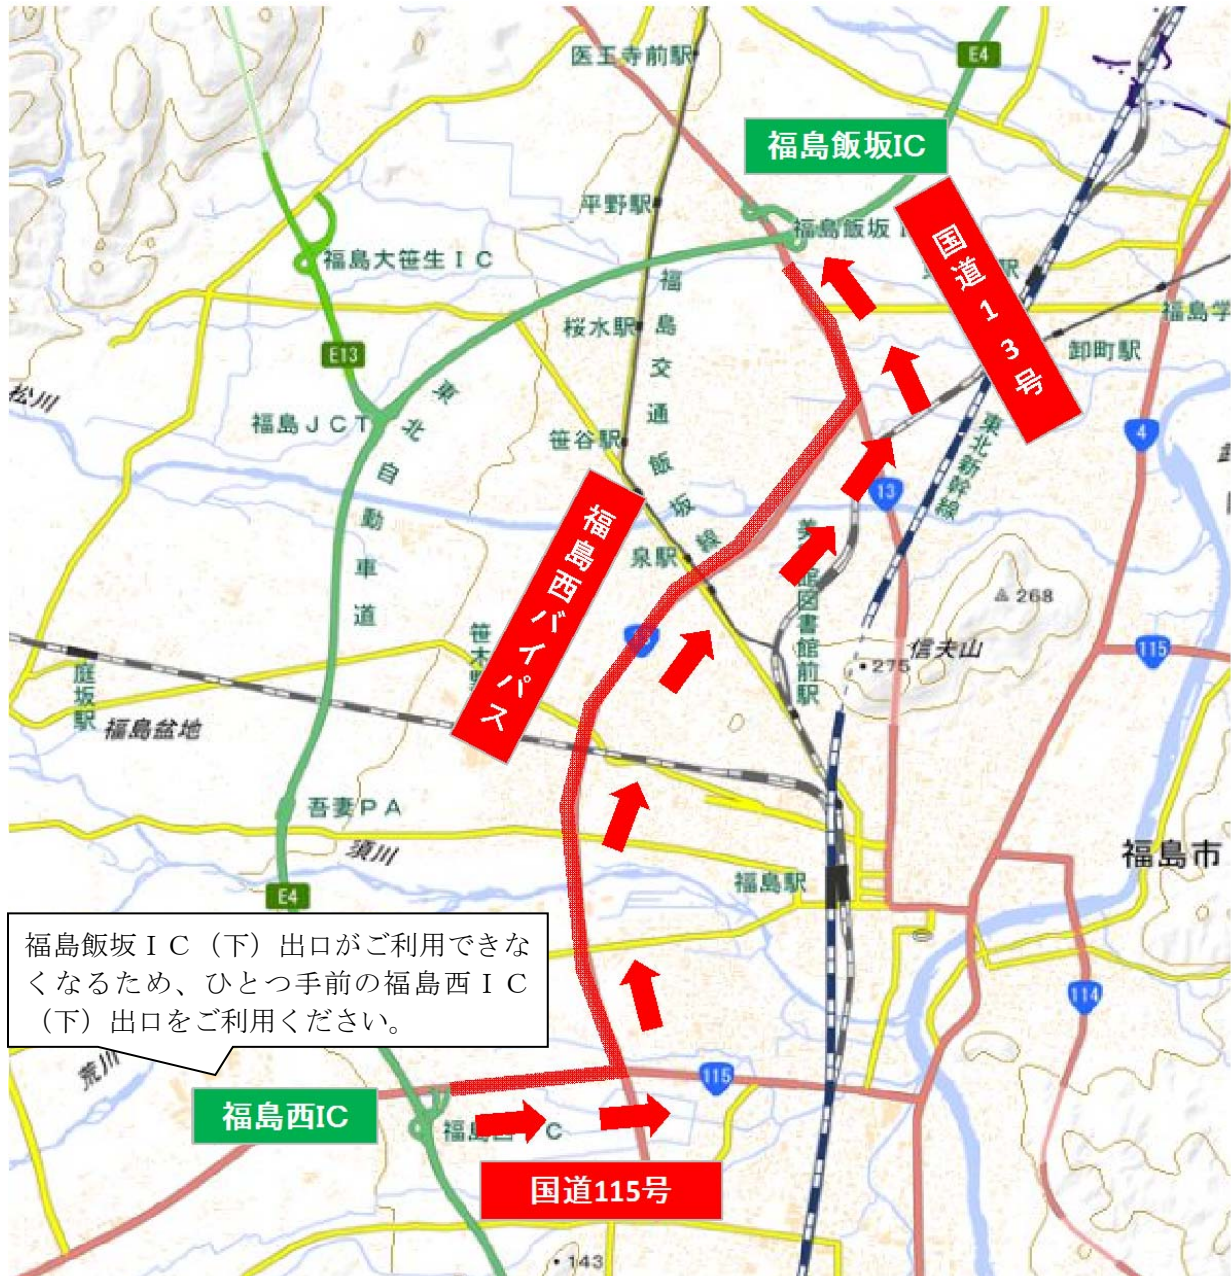 医王寺前駅
E4
福島飯坂IC
平野駅
福島飯坂
国道13号
福島大笹生IC
福島交通飯坂線
桜水駅
駅
福島学
卸町駅
E13
松川
東北自動車道
福島JCT
笹谷駅
4
東北新幹線
13
福島西バイパス
泉駅
館図書館前駅
268
信夫山
275
115
笹木
庭坂駅
福島盆地
吾妻PA
須川
福島市
福島駅
E4
福島飯坂IC（下）出口がご利用できな
くなるため、ひとつ手前の福島西IC
（下）出口をご利用ください。
114
荒川
115
福島西IC
福島西 C
国道115号
143